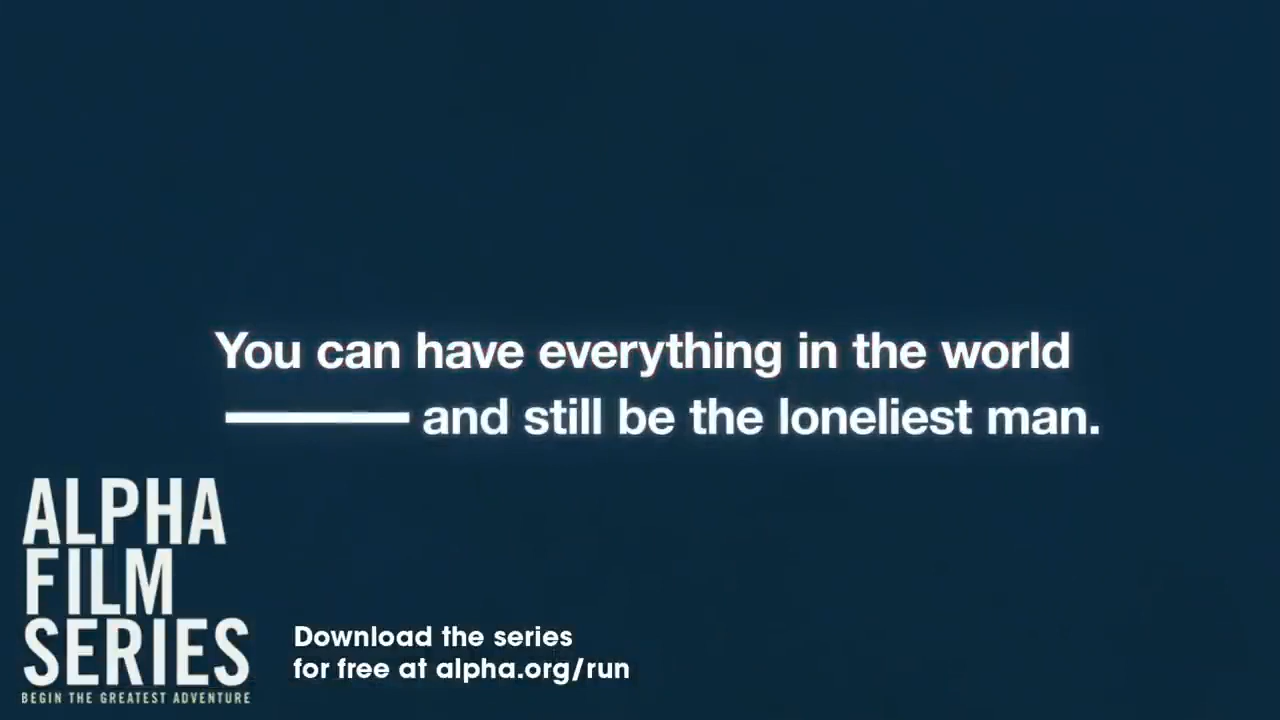 You can have everything in the world
and still be the loneliest man.
ALPHA
FILM
SERIES
BEGIN THE GREATEST ADVENTURE
Download the series
for free at alpha.org/run